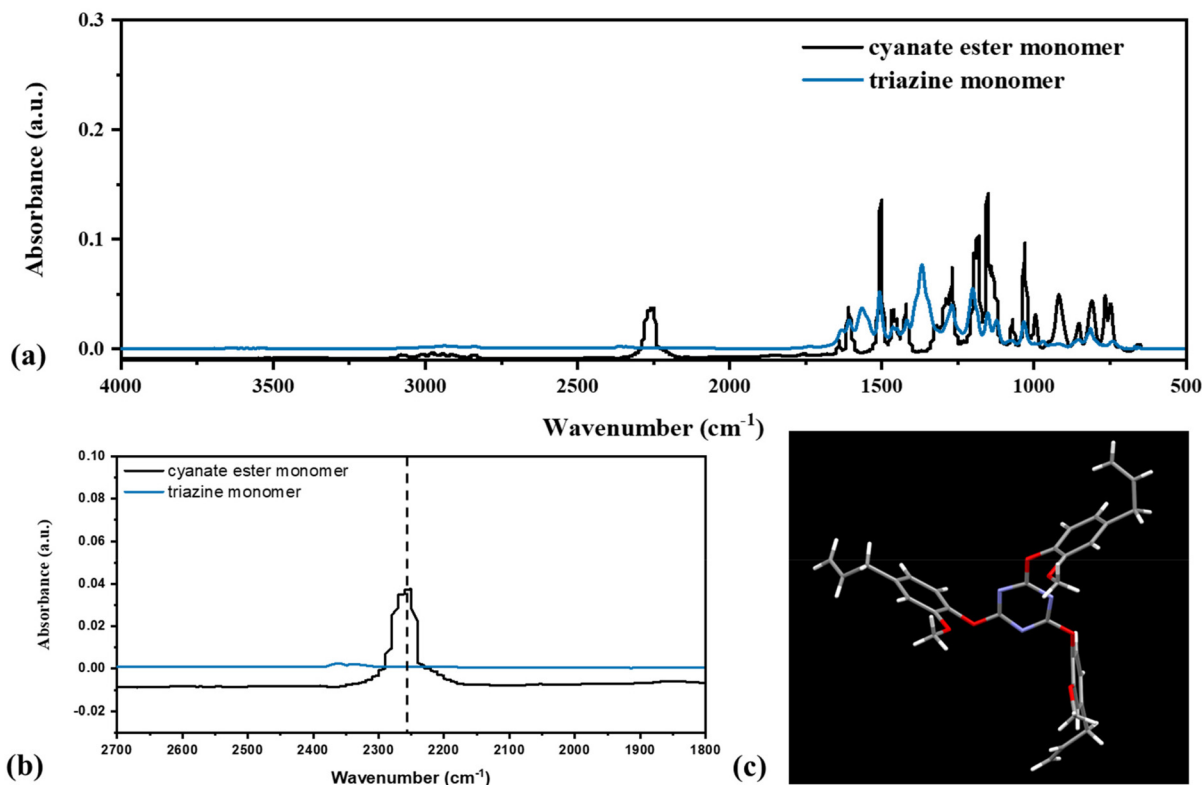 0.3
cyanate ester monomer
triazine monomer
0.2
0.1
0.0
Absorbance (a.u.)
(a)
4000 3500 3000 2500 2000 1500 1000 500
Wavenumber (cm-1)
0.10
cyanate ester monomer
triazine monomer
0.08
0.06
0.04
0.02
0.00
-0.02
Absorbance (a.u.)
2700 2600 2500 2400 2300 2200 2100 2000 1900 1800
(b)
Wavenumber (cm-1)
(c)